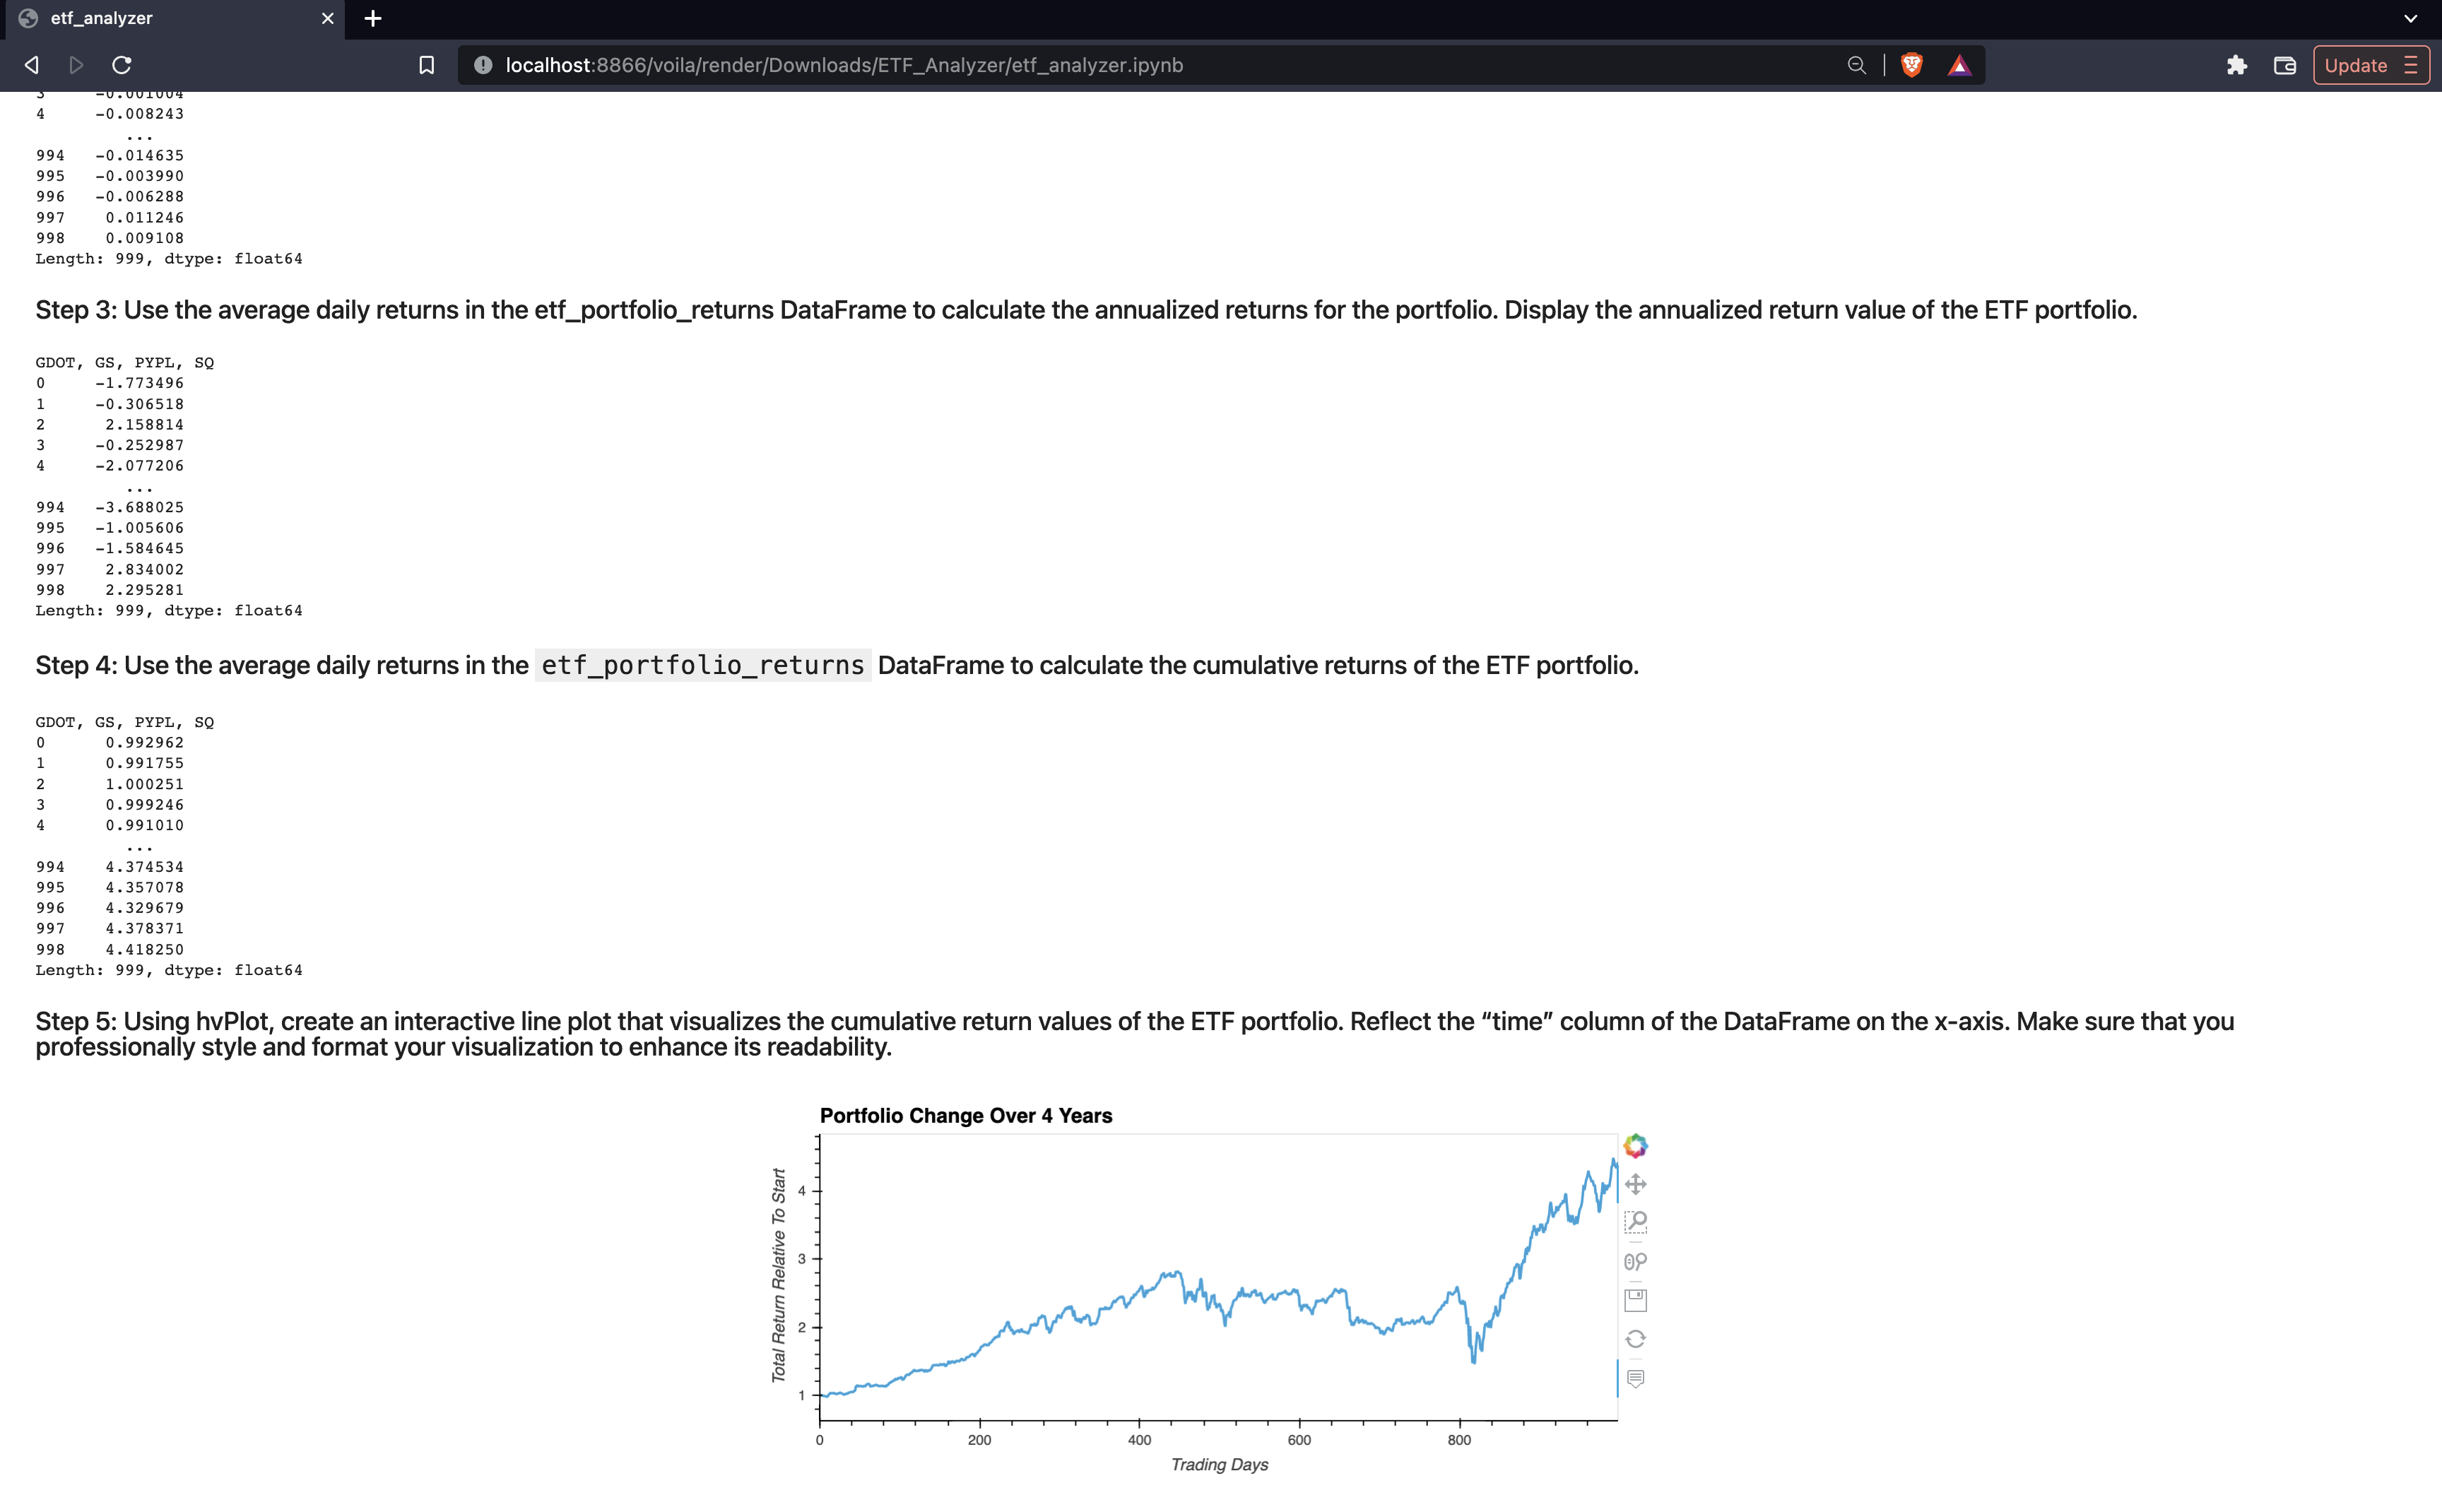 etf_analyzer
localhost:8866/voila/render/Downloads/ETF_Analyzer/etf_analyzer.ipynb
Update
3 -0.001004
4 -0.008243
...
994 -0.014635
995 -0.003990
996 -0.006288
997 0.011246
998 0.009108
Length: 999, dtype: float64
Step 3: Use the average daily returns in the etf_portfolio_returns DataFrame to calculate the annualized returns for the portfolio. Display the annualized return value of the ETF portfolio.
GDOT, GS, PYPL, SQ
0 -1.773496
1 -0.306518
2 2.158814
3 -0.252987
4 -2.077206
...
994 -3.688025
995 -1.005606
996 -1.584645
997 2.834002
998 2.295281
Length: 999, dtype: float64
Step 4: Use the average daily returns in the etf_portfolio_returns DataFrame to calculate the cumulative returns of the ETF portfolio.
GDOT, GS, PYPL, SQ
0 0.992962
1 0.991755
2 1.000251
3 0.999246
4 0.991010
...
994 4.374534
995 4.357078
996 4.329679
997 4.378371
998 4.418250
Length: 999, dtype: float64
Step 5: Using hvPlot, create an interactive line plot that visualizes the cumulative return values of the ETF portfolio. Reflect the “time” column of the DataFrame on the x-axis. Make sure that you
professionally style and format your visualization to enhance its readability.
Portfolio Change Over 4 Years
Total Return Relative To Start
4
3
2
1
0 200 400 600 800
Trading Days